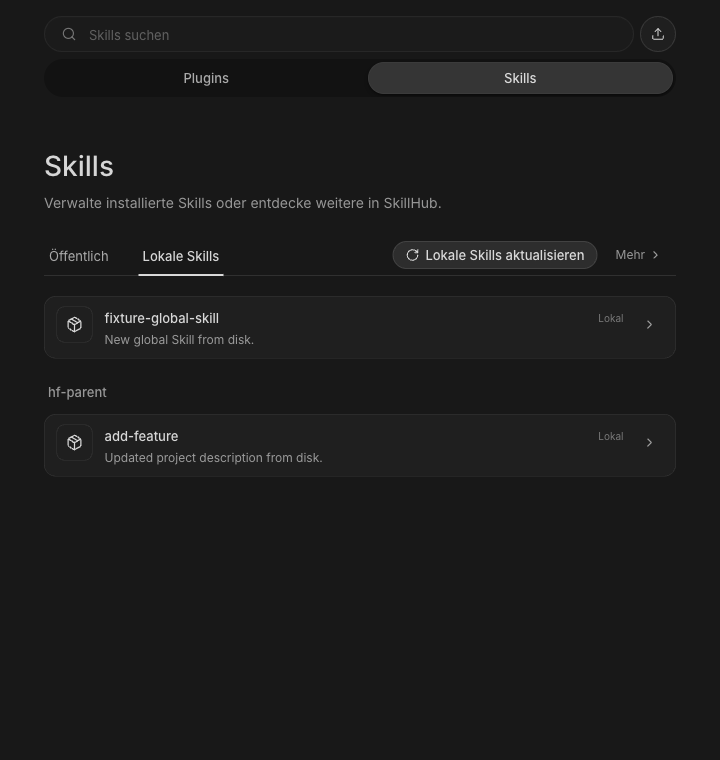 Skills suchen
Plugins
Skills
Skills
Verwalte installierte Skills oder entdecke weitere in SkillHub.
Öffentlich
Lokale Skills
Lokale Skills aktualisieren
Mehr
fixture-global-skill
Lokal
New global Skill from disk.
hf-parent
add-feature
Lokal
Updated project description from disk.